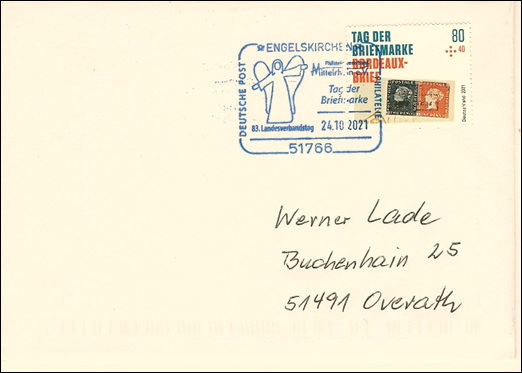 ENGELSKIRCHEN
DEUTSCHE POST
Mittelrhein
PHILATELIE
Tag der
Briefmarke
83. Landesverbandstag 24.10.2021
51766
TAG DER
BRIEFMARKE
BORDEAUX-
BRIEF
80
+40
Deutschland 2021
Werner Lade
Buchenhain 25
51491 Overath